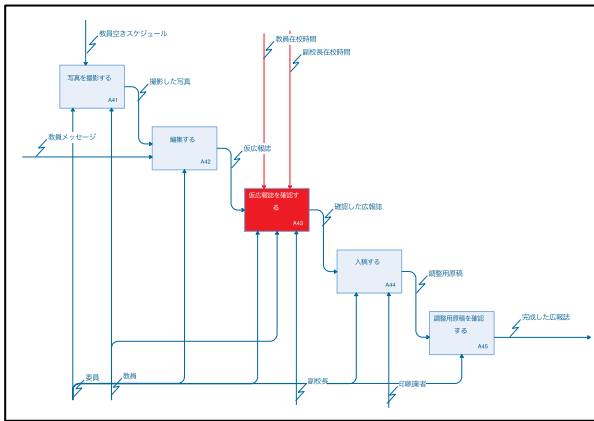 教員空きスケジュール
教員在校時間
副校長在校時間
写真を撮影する
A41
撮影した写真
教員メッセージ
編集する
A42
仮広報誌
仮広報誌を確認す
る
A43
確認した広報誌
入稿する
A44
調整用原稿
調整用原稿を確認
する
A45
完成した広報誌
委員
教員
副校長
印刷業者